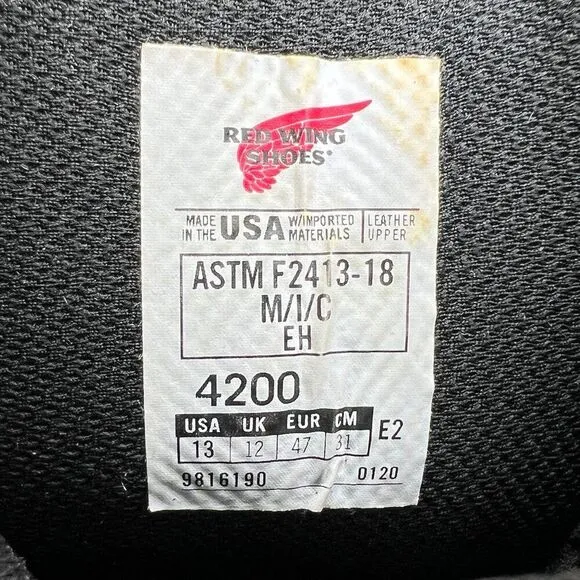 RED WING
SHOES®
MADE IN THE USA W/IMPORTED MATERIALS LEATHER UPPER
ASTM F2413-18
M/I/C
EH
4200
USA UK EUR CM
13 12 47 31 E2
9816190 0120